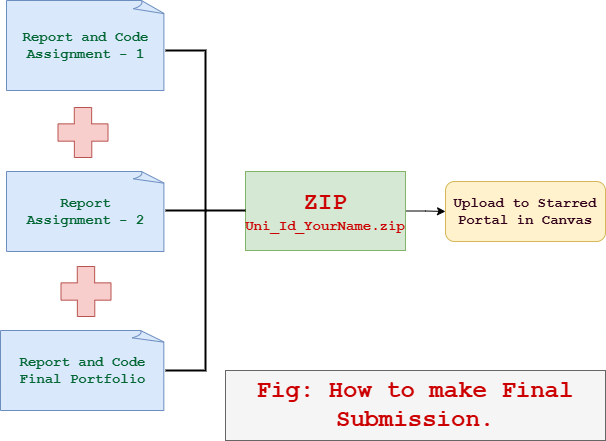 Report and Code
Assignment - 1
Report
Assignment - 2
Report and Code
Final Portfolio
ZIP
Uni_Id_YourName.zip
Upload to Starred
Portal in Canvas
Fig: How to make Final
Submission.